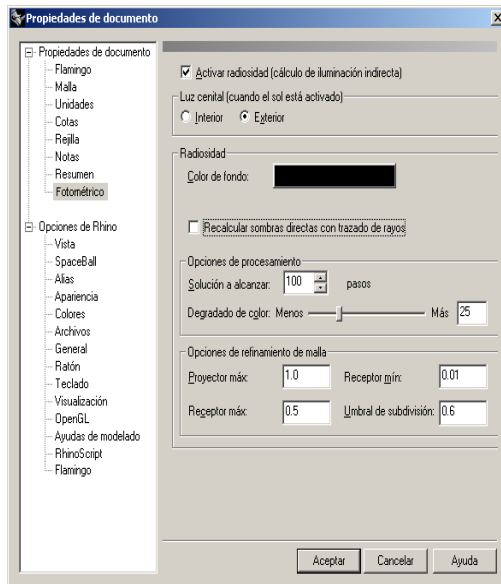 Propiedades de documento
Propiedades de documento
Flamingo
Malla
Unidades
Cotas
Rejilla
Notas
Resumen
Fotométrico
Opciones de Rhino
Vista
SpaceBall
Alias
Apariencia
Colores
Archivos
General
Ratón
Teclado
Visualización
OpenGL
Ayudas de modelado
RhinoScript
Flamingo
Activar radiosidad (cálculo de iluminación indirecta)
Luz cenital (cuando el sol está activado)
Interior Exterior
Radiosidad
Color de fondo:
Recalcular sombras directas con trazado de rayos
Opciones de procesamiento
Solución a alcanzar: 100 pasos
Degradado de color: Menos Más 25
Opciones de refinamiento de malla
Proyector máx: 1.0 Receptor mín: 0.01
Receptor máx: 0.5 Umbral de subdivisión: 0.6
Aceptar Cancelar Ayuda